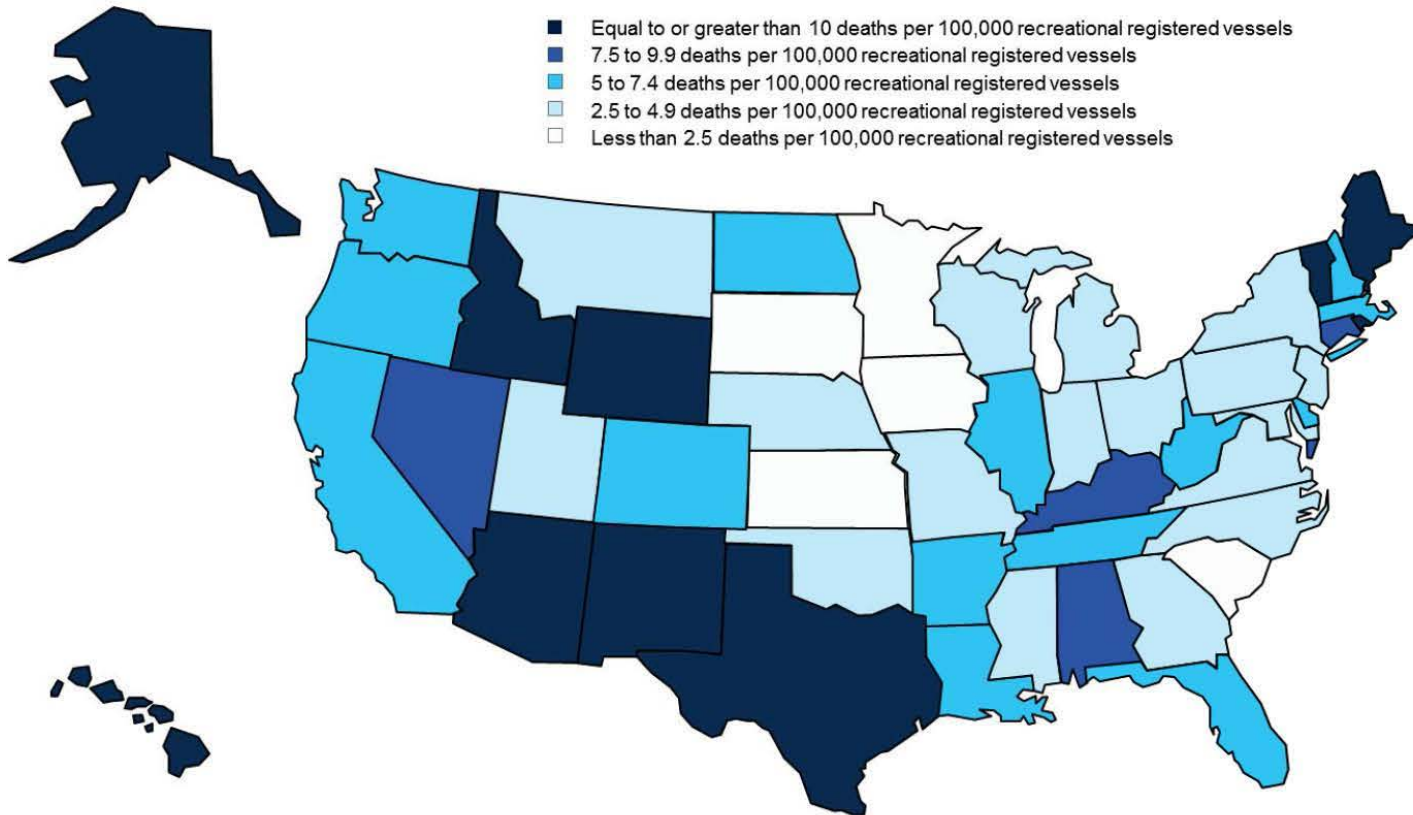 Equal to or greater than 10 deaths per 100,000 recreational registered vessels
7.5 to 9.9 deaths per 100,000 recreational registered vessels
5 to 7.4 deaths per 100,000 recreational registered vessels
2.5 to 4.9 deaths per 100,000 recreational registered vessels
Less than 2.5 deaths per 100,000 recreational registered vessels